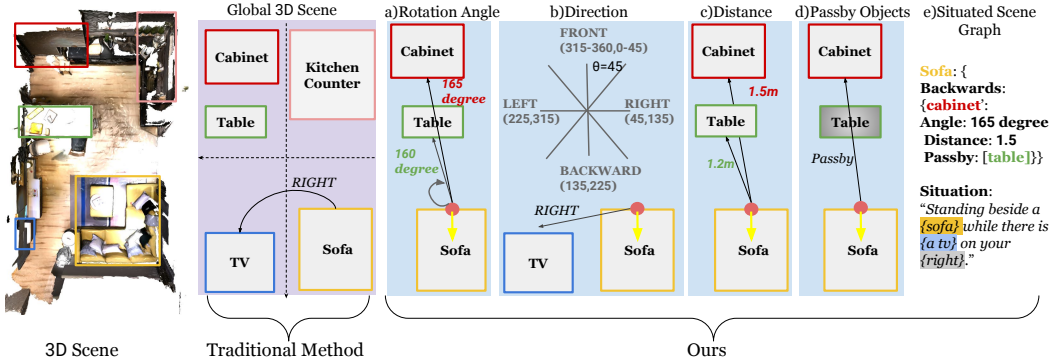 Global 3D Scene
Cabinet
Kitchen
Counter
Table
RIGHT
TV
Sofa
a)Rotation Angle
Cabinet
165
degree
Table
160
degree
Sofa
b)Direction
FRONT
(315-360,0-45)
θ=45
LEFT
(225,315)
RIGHT
(45,135)
BACKWARD
(135,225)
RIGHT
TV
Sofa
c)Distance
Cabinet
1.5m
Table
1.2m
Sofa
d)Passby Objects
Cabinet
Table
Passby
Sofa
e)Situated Scene
Graph
Sofa: {
Backwards:
{cabinet':
Angle: 165 degree
Distance: 1.5
Passby: [table]}}
Situation:
“Standing beside a
{sofa} while there is
{a tv} on your
{right}.”
3D Scene
Traditional Method
Ours